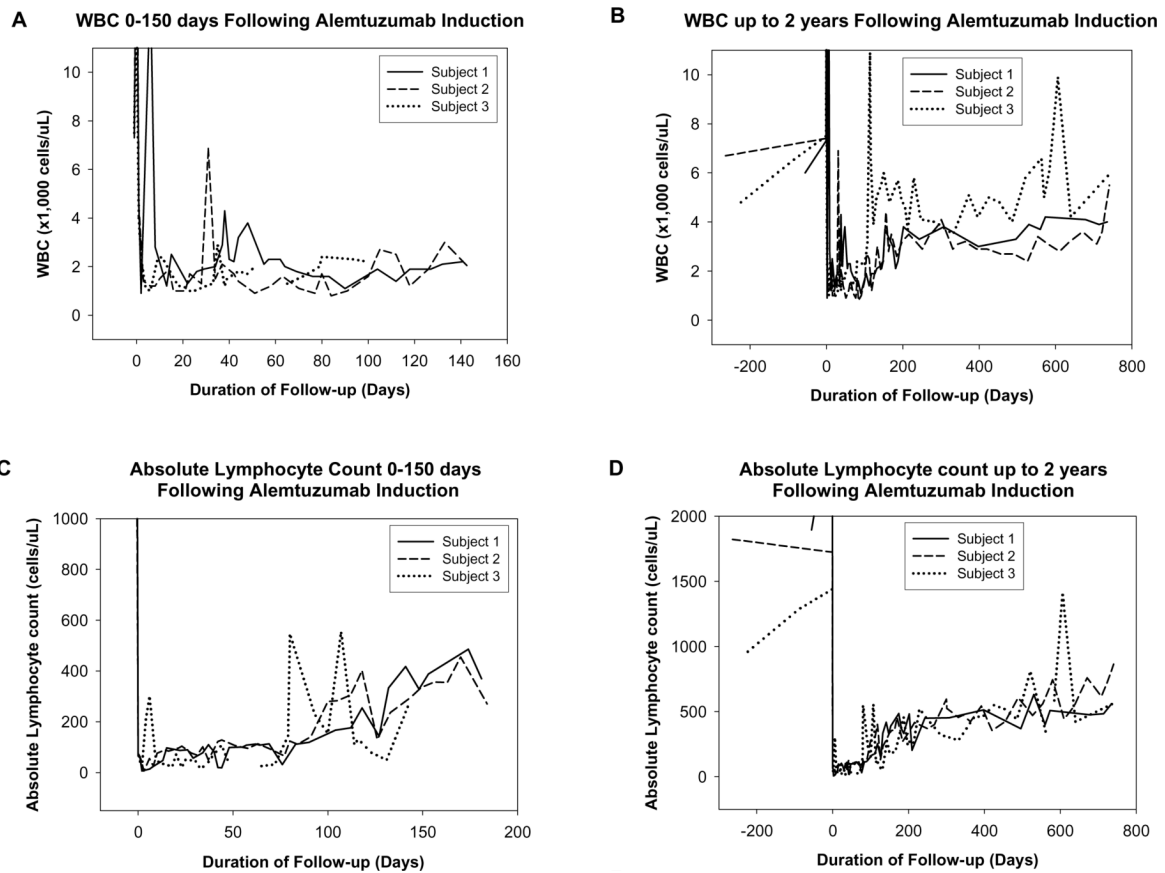 A
WBC 0-150 days Following Alemtuzumab Induction
WBC (x1,000 cells/uL)
10
8
6
4
2
0
Subject 1
Subject 2
Subject 3
0 20 40 60 80 100 120 140 160
Duration of Follow-up (Days)
B
WBC up to 2 years Following Alemtuzumab Induction
WBC (x1,000 cells/uL)
10
8
6
4
2
0
Subject 1
Subject 2
Subject 3
-200 0 200 400 600 800
Duration of Follow-up (Days)
C
Absolute Lymphocyte Count 0-150 days
Following Alemtuzumab Induction
Absolute Lymphocyte count (cells/uL)
1000
800
600
400
200
0
Subject 1
Subject 2
Subject 3
0 50 100 150 200
Duration of Follow-up (Days)
D
Absolute Lymphocyte count up to 2 years
Following Alemtuzumab Induction
Absolute Lymphocyte count (cells/uL)
2000
1500
1000
500
0
Subject 1
Subject 2
Subject 3
-200 0 200 400 600 800
Duration of Follow-up (Days)